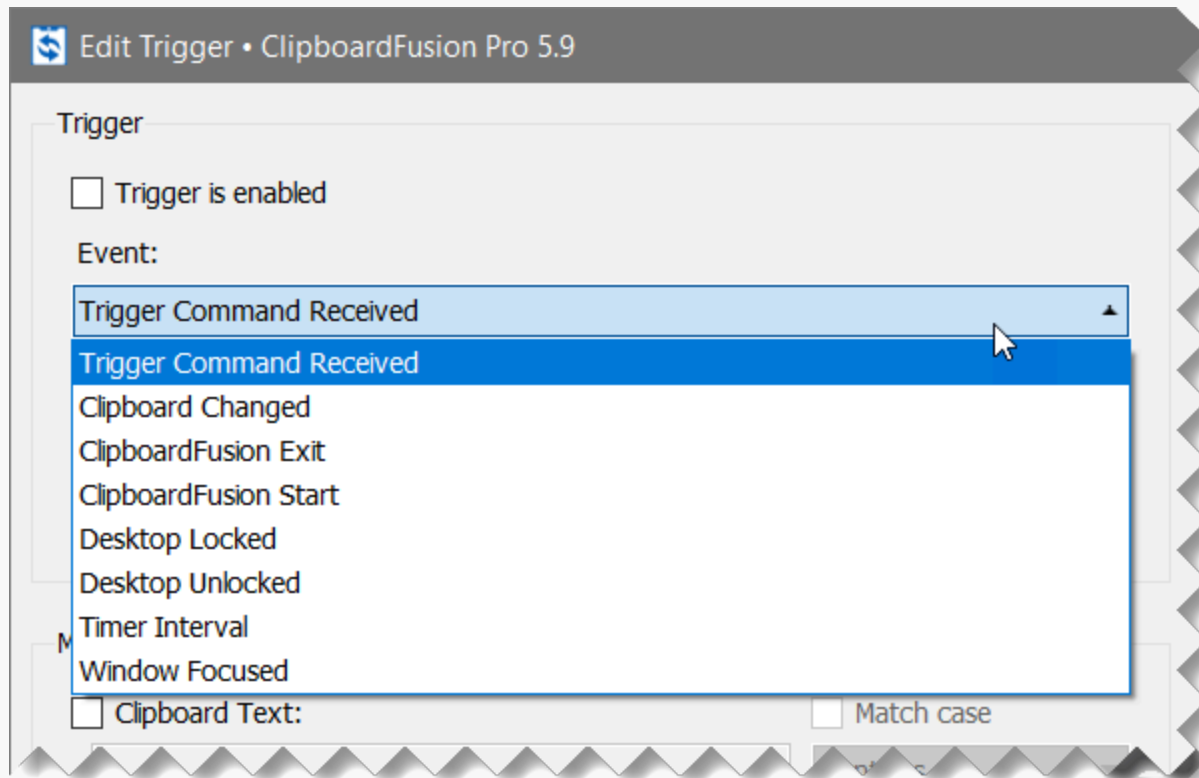 Edit Trigger • ClipboardFusion Pro 5.9
Trigger
Trigger is enabled
Event:
Trigger Command Received
Trigger Command Received
Clipboard Changed
ClipboardFusion Exit
ClipboardFusion Start
Desktop Locked
Desktop Unlocked
Timer Interval
Window Focused
Clipboard Text:
Match case